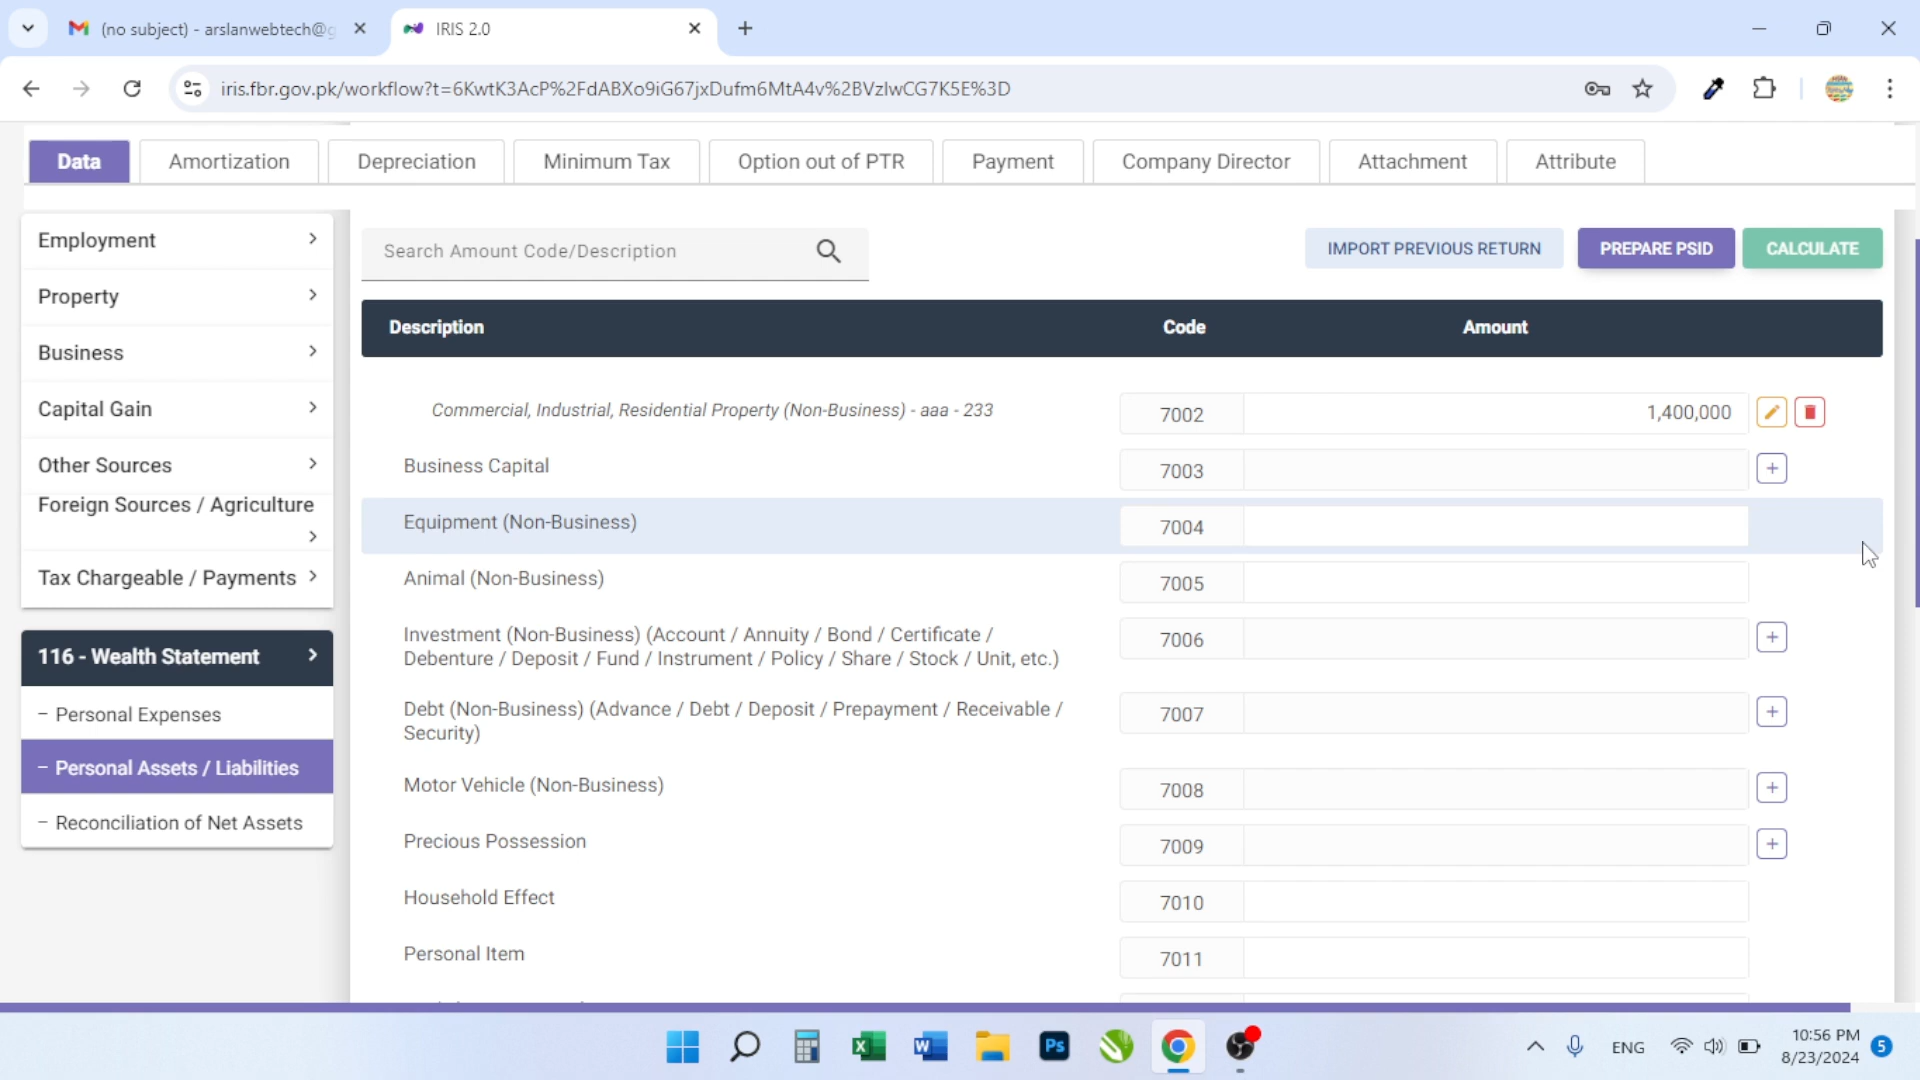 (no subject) - arslanwebtech@g
IRIS 2.0
iris.fbr.gov.pk/workflow?t=6KwtK3AcP%2FdABXo9iG67jxDufm6MtA4v%2BVzIwCG7K5E%3D
Data
Amortization
Depreciation
Minimum Tax
Option out of PTR
Payment
Company Director
Attachment
Attribute
Employment
Property
Business
Capital Gain
Other Sources
Foreign Sources / Agriculture
Tax Chargeable / Payments
116 - Wealth Statement
– Personal Expenses
– Personal Assets / Liabilities
– Reconciliation of Net Assets
Search Amount Code/Description
IMPORT PREVIOUS RETURN
PREPARE PSID
CALCULATE
Description Code Amount
Commercial, Industrial, Residential Property (Non-Business) - aaa - 233 7002 1,400,000
Business Capital 7003
Equipment (Non-Business) 7004
Animal (Non-Business) 7005
Investment (Non-Business) (Account / Annuity / Bond / Certificate /
Debenture / Deposit / Fund / Instrument / Policy / Share / Stock / Unit, etc.) 7006
Debt (Non-Business) (Advance / Debt / Deposit / Prepayment / Receivable /
Security) 7007
Motor Vehicle (Non-Business) 7008
Precious Possession 7009
Household Effect 7010
Personal Item 7011
Ps
ENG
10:56 PM
8/23/2024
5